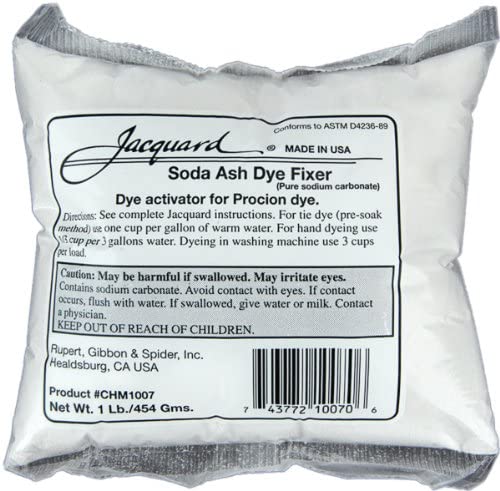 Conforms to ASTM D4236-89
Jacquard ® MADE IN USA
Soda Ash Dye Fixer
(Pure sodium carbonate)
Dye activator for Procion dye.
Directions: See complete Jacquard instructions. For tie dye (pre-soak
method) use one cup per gallon of warm water. For hand dyeing use
1/3 cup per 3 gallons water. Dyeing in washing machine use 3 cups
per load.
Caution: May be harmful if swallowed. May irritate eyes.
Contains sodium carbonate. Avoid contact with eyes. If contact
occurs, flush with water. If swallowed, give water or milk. Contact
a physician.
KEEP OUT OF REACH OF CHILDREN.
Rupert, Gibbon & Spider, Inc.
Healdsburg, CA USA
Product #CHM1007
Net. Wt. 1 Lb./454 Gms.
7 43772 10070 6